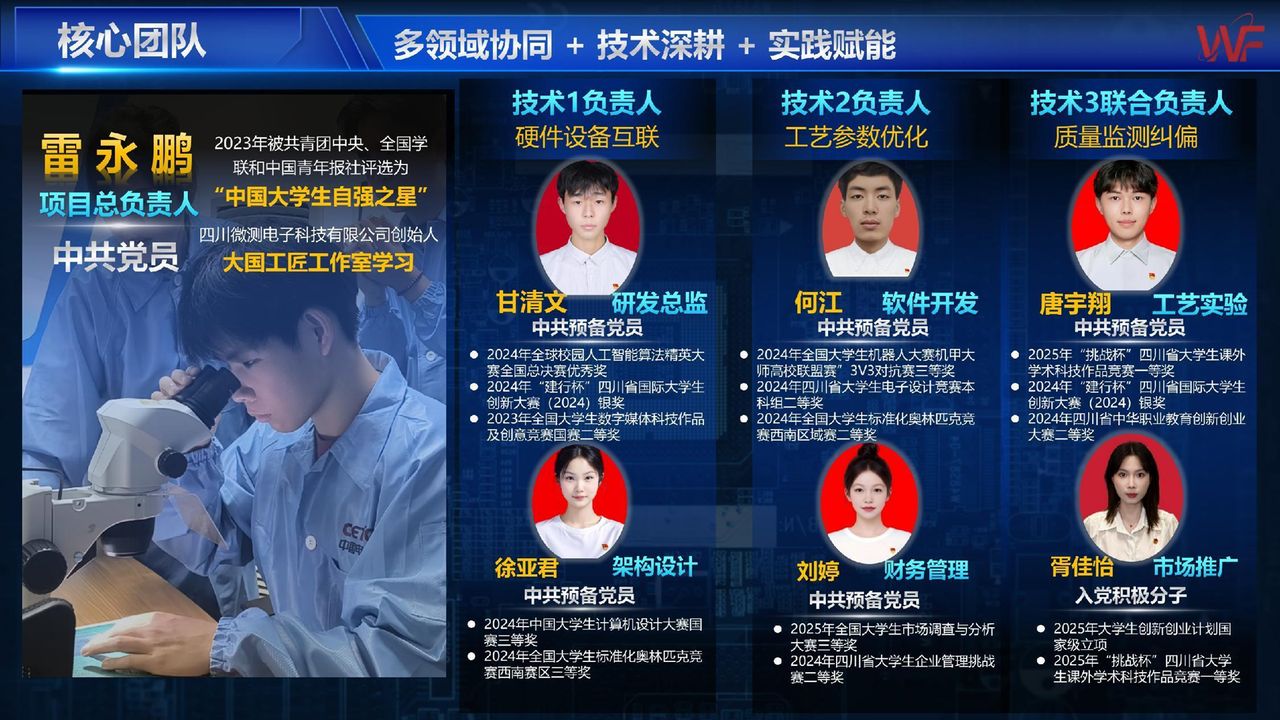 核心团队
多领域协同 + 技术深耕 + 实践赋能
WF
雷永鹏
项目总负责人
中共党员
2023年被共青团中央、全国学
联和中国青年报社评选为
“中国大学生自强之星”
四川微测电子科技有限公司创始人
大国工匠工作室学习
技术1负责人
硬件设备互联
甘清文 研发总监
中共预备党员
● 2024年全球校园人工智能算法精英大
赛全国总决赛优秀奖
● 2024年“建行杯”四川省国际大学生
创新大赛（2024）银奖
● 2023年全国大学生数字媒体科技作品
及创意竞赛国赛二等奖
徐亚君 架构设计
中共预备党员
● 2024年中国大学生计算机设计大赛国
赛三等奖
● 2024年全国大学生标准化奥林匹克竞
赛西南赛区三等奖
技术2负责人
工艺参数优化
何江 软件开发
中共预备党员
● 2024年全国大学生机器人大赛机甲大
师高校联盟赛”3V3对抗赛三等奖
● 2024年四川省大学生电子设计竞赛本
科组二等奖
● 2024年全国大学生标准化奥林匹克竞
赛西南区域赛二等奖
刘婷 财务管理
中共预备党员
● 2025年全国大学生市场调查与分析
大赛三等奖
● 2024年四川省大学生企业管理挑战
赛二等奖
技术3联合负责人
质量监测纠偏
唐宇翔 工艺实验
中共预备党员
● 2025年“挑战杯”四川省大学生课外
学术科技作品竞赛一等奖
● 2024年“建行杯”四川省国际大学生
创新大赛（2024）银奖
● 2024年四川省中华职业教育创新创业
大赛二等奖
胥佳怡 市场推广
入党积极分子
● 2025年大学生创新创业计划国
家级立项
● 2025年“挑战杯”四川省大学
生课外学术科技作品竞赛一等奖